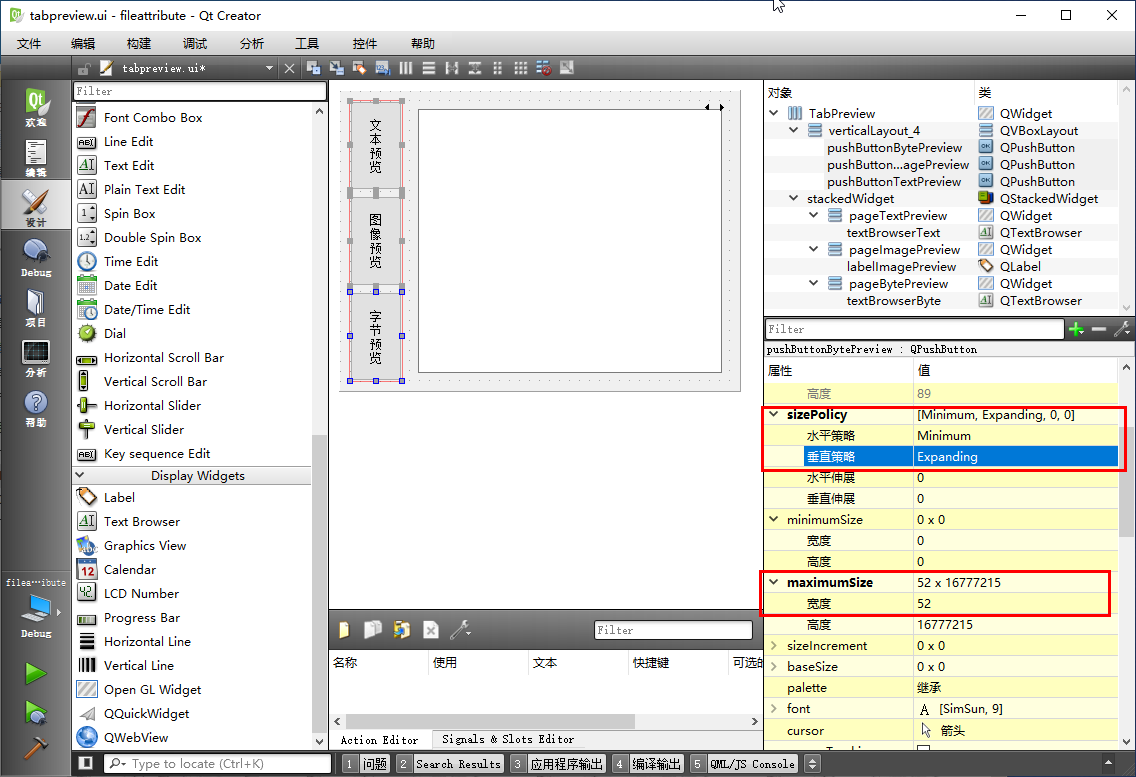 tabpreview.ui - fileattribute - Qt Creator
文件 编辑 构建 调试 分析 工具 控件 帮助
tabpreview.ui*
欢迎
编辑
设计
Debug
项目
分析
帮助
filea…ibute
Debug
Filter
Font Combo Box
Line Edit
Text Edit
Plain Text Edit
Spin Box
Double Spin Box
Time Edit
Date Edit
Date/Time Edit
Dial
Horizontal Scroll Bar
Vertical Scroll Bar
Horizontal Slider
Vertical Slider
Key sequence Edit
Display Widgets
Label
Text Browser
Graphics View
Calendar
LCD Number
Progress Bar
Horizontal Line
Vertical Line
Open GL Widget
QQuickWidget
QWebView
文本预览
图像预览
字节预览
Filter
名称 使用 文本 快捷键 可选的
Action Editor Signals & Slots Editor
对象 类
TabPreview QWidget
verticalLayout_4 QVBoxLayout
pushButtonBytePreview QPushButton
pushButton...agePreview QPushButton
pushButtonTextPreview QPushButton
stackedWidget QStackedWidget
pageTextPreview QWidget
textBrowserText QTextBrowser
pageImagePreview QWidget
labelImagePreview QLabel
pageBytePreview QWidget
textBrowserByte QTextBrowser
Filter
pushButtonBytePreview : QPushButton
属性 值
高度 89
sizePolicy [Minimum, Expanding, 0, 0]
水平策略 Minimum
垂直策略 Expanding
水平伸展 0
垂直伸展 0
minimumSize 0 x 0
宽度 0
高度 0
maximumSize 52 x 16777215
宽度 52
高度 16777215
sizeIncrement 0 x 0
baseSize 0 x 0
palette 继承
font A [SimSun, 9]
cursor 箭头
Type to locate (Ctrl+K) 1 问题 2 Search Results 3 应用程序输出 4 编译输出 5 QML/JS Console